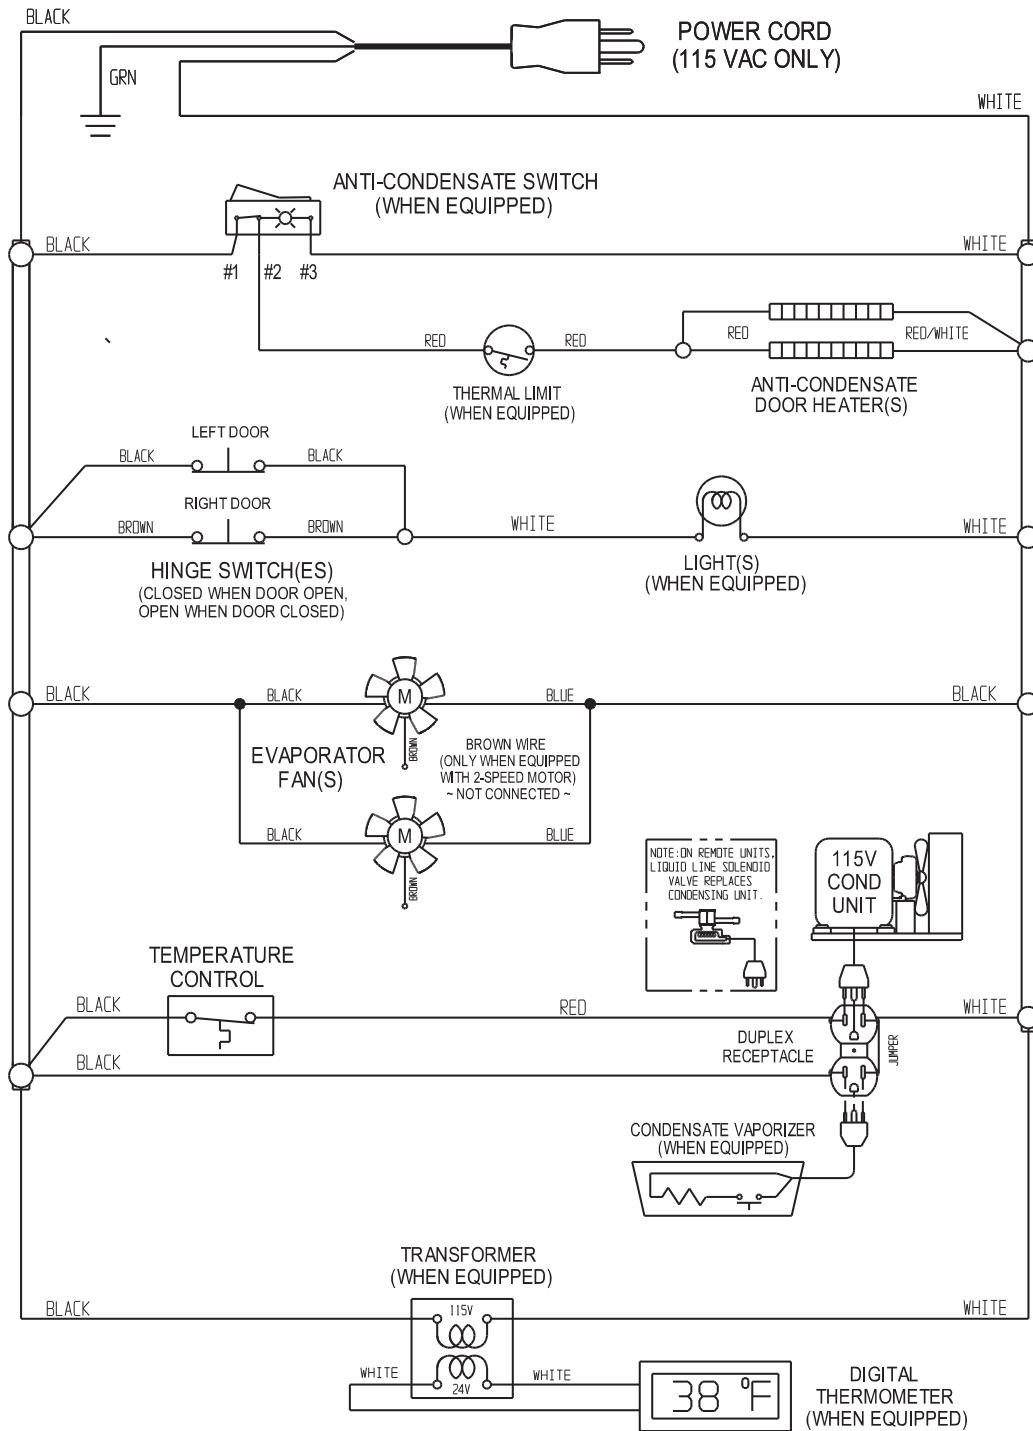 BLACK
POWER CORD
(115 VAC ONLY)
GRN
WHITE
ANTI-CONDENSATE SWITCH
(WHEN EQUIPPED)
BLACK
WHITE
#1
#2
#3
RED
RED
RED
RED/WHITE
THERMAL LIMIT
(WHEN EQUIPPED)
ANTI-CONDENSATE
DOOR HEATER(S)
LEFT DOOR
BLACK
BLACK
RIGHT DOOR
BROWN
BROWN
WHITE
WHITE
HINGE SWITCH(ES)
(CLOSED WHEN DOOR OPEN,
OPEN WHEN DOOR CLOSED)
LIGHT(S)
(WHEN EQUIPPED)
BLACK
BLACK
M
BLUE
BLACK
BROWN
EVAPORATOR
FAN(S)
BROWN WIRE
(ONLY WHEN EQUIPPED
WITH 2-SPEED MOTOR)
~ NOT CONNECTED ~
BLACK
M
BLUE
BROWN
NOTE:ON REMOTE UNITS,
LIQUID LINE SOLENOID
VALVE REPLACES
CONDENSING UNIT.
115V
COND
UNIT
TEMPERATURE
CONTROL
BLACK
RED
WHITE
DUPLEX
RECEPTACLE
JUMPER
BLACK
CONDENSATE VAPORIZER
(WHEN EQUIPPED)
TRANSFORMER
(WHEN EQUIPPED)
BLACK
115V
WHITE
WHITE
24V
WHITE
38 °F
DIGITAL
THERMOMETER
(WHEN EQUIPPED)